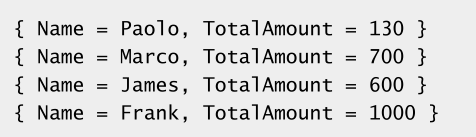 { Name = Paolo, TotalAmount = 130 }
{ Name = Marco, TotalAmount = 700 }
{ Name = James, TotalAmount = 600 }
{ Name = Frank, TotalAmount = 1000 }